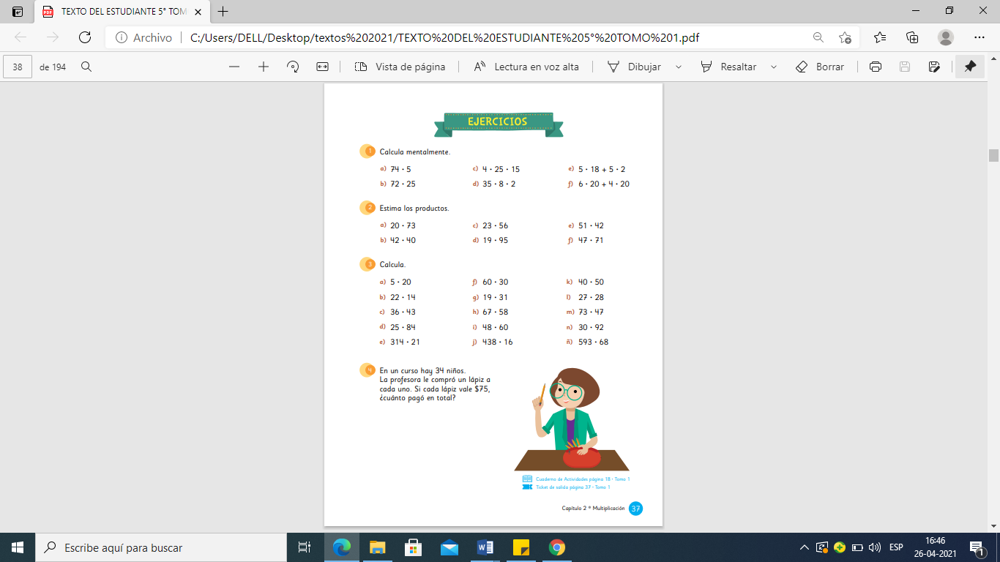 TEXTO DEL ESTUDIANTE 5° TOM
Archivo
C:/Users/DELL/Desktop/textos%202021/TEXTO%20DEL%20ESTUDIANTE%205°%20TOMO%201.pdf
38 de 194
Vista de página
Lectura en voz alta
Dibujar
Resaltar
Borrar
EJERCICIOS
1 Calcula mentalmente.
a) 74 · 5 c) 4 · 25 · 15 e) 5 · 18 + 5 · 2
b) 72 · 25 d) 35 · 8 · 2 f) 6 · 20 + 4 · 20
2 Estima los productos.
a) 20 · 73 c) 23 · 56 e) 51 · 42
b) 42 · 40 d) 19 · 95 f) 47 · 71
3 Calcula.
a) 5 · 20 f) 60 · 30 k) 40 · 50
b) 22 · 14 g) 19 · 31 l) 27 · 28
c) 36 · 43 h) 67 · 58 m) 73 · 47
d) 25 · 84 i) 48 · 60 n) 30 · 92
e) 314 · 21 j) 438 · 16 ñ) 593 · 68
4 En un curso hay 34 niños.
La profesora le compró un lápiz a
cada uno. Si cada lápiz vale $75,
¿cuánto pagó en total?
Cuaderno de Actividades página 18 • Tomo 1
Ticket de salida página 37 • Tomo 1
Capítulo 2 • Multiplicación 37
Escribe aquí para buscar
ESP
16:46
26-04-2021
1